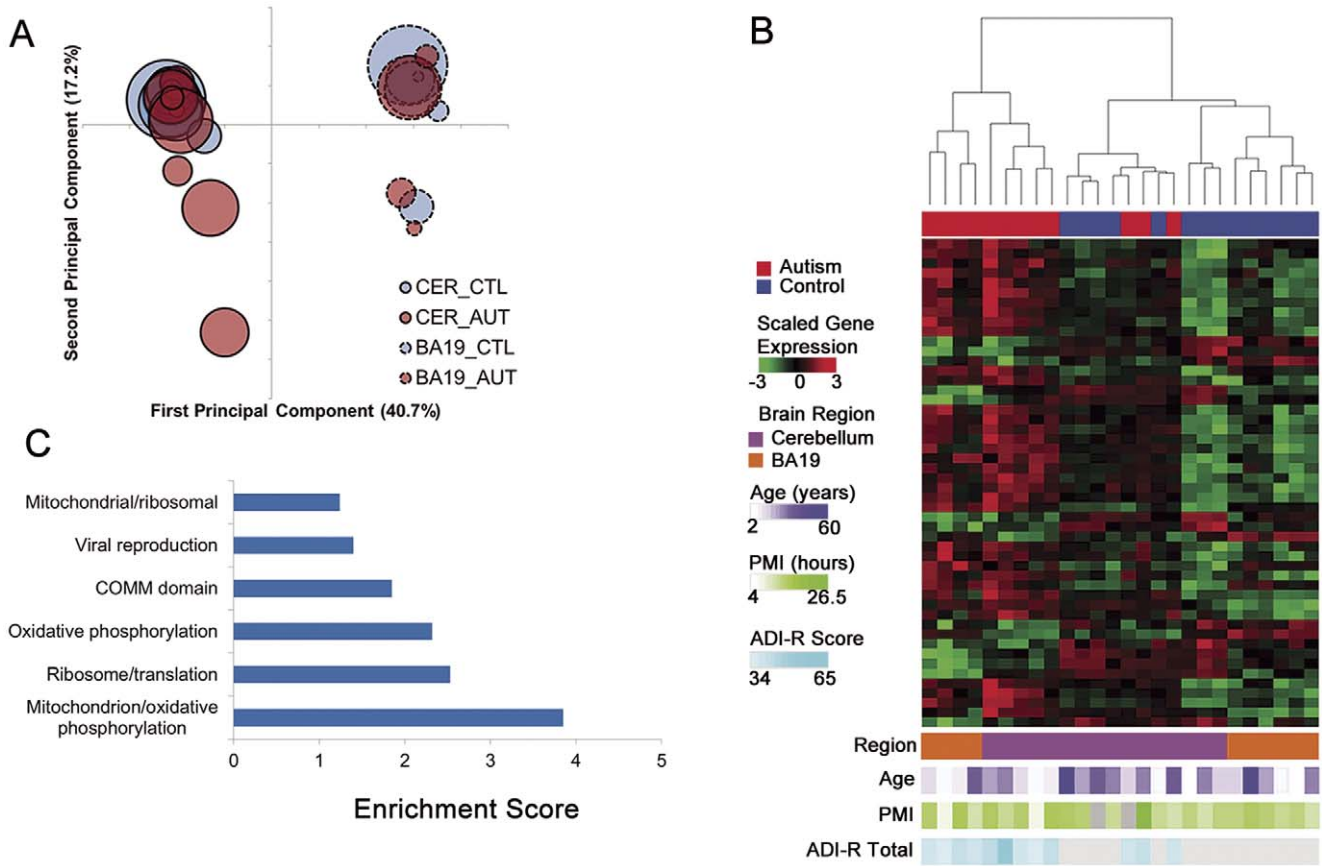 A
Second Principal Component (17.2%)
First Principal Component (40.7%)
CER_CTL
CER_AUT
BA19_CTL
BA19_AUT
B
Autism
Control
Scaled Gene
Expression
-3 0 3
Brain Region
Cerebellum
BA19
Age (years)
2 60
PMI (hours)
4 26.5
ADI-R Score
34 65
Region
Age
PMI
ADI-R Total
C
Mitochondrial/ribosomal
Viral reproduction
COMM domain
Oxidative phosphorylation
Ribosome/translation
Mitochondrion/oxidative
phosphorylation
0 1 2 3 4 5
Enrichment Score